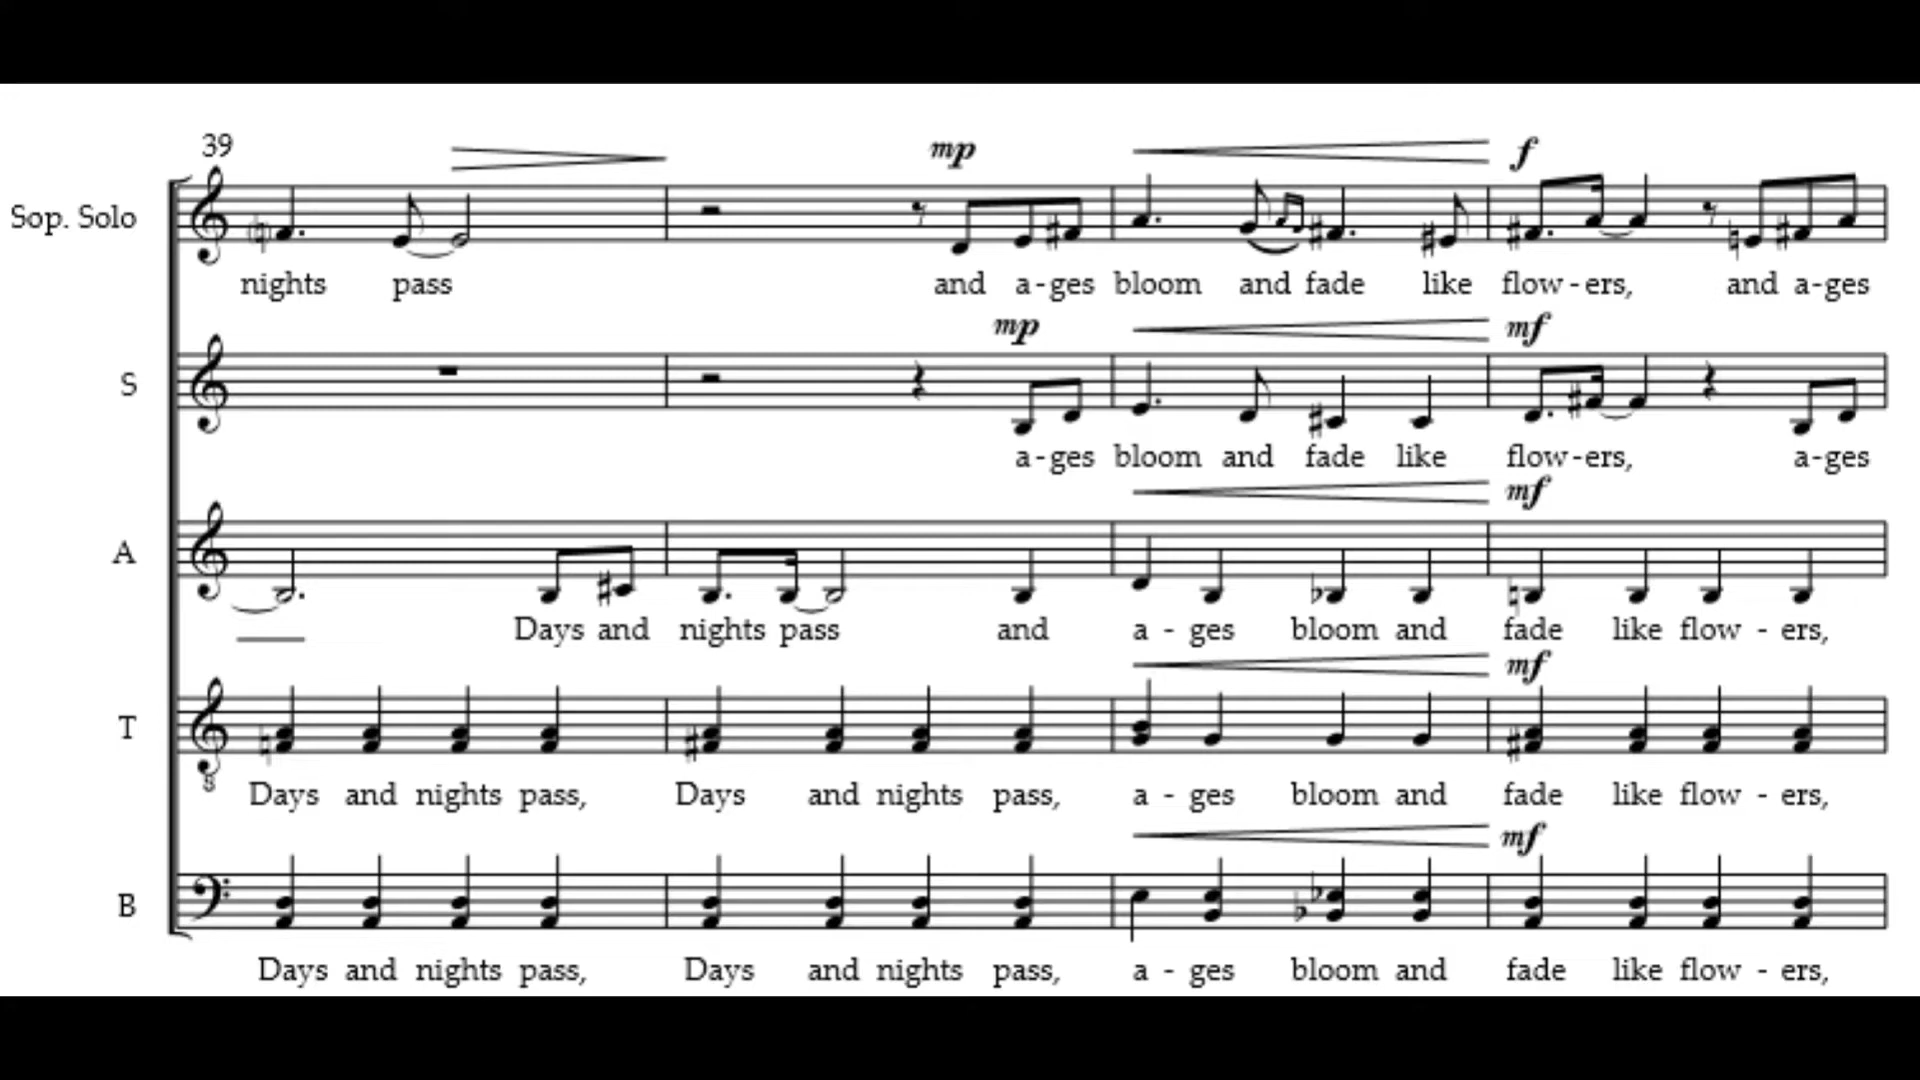 39
mp
f
Sop. Solo
nights pass and a-ges bloom and fade like flow-ers, and a-ges
mp
mf
S
a-ges bloom and fade like flow-ers, a-ges
mf
A
Days and nights pass and a - ges bloom and fade like flow - ers,
mf
T
8
Days and nights pass, Days and nights pass, a - ges bloom and fade like flow - ers,
mf
B
Days and nights pass, Days and nights pass, a - ges bloom and fade like flow - ers,